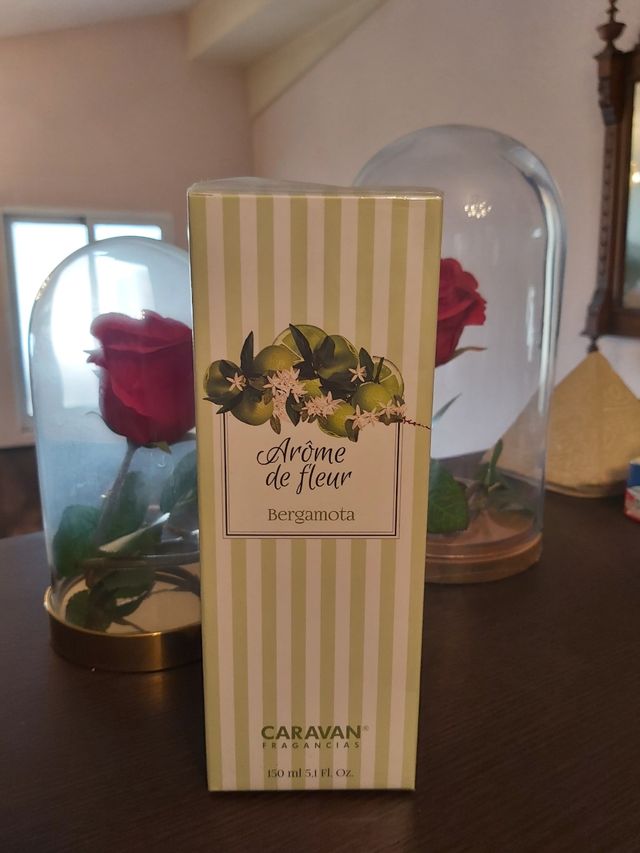 Arôme
de fleur
Bergamota
CARAVAN®
FRAGANCIAS
150 ml 5.1 Fl. Oz.